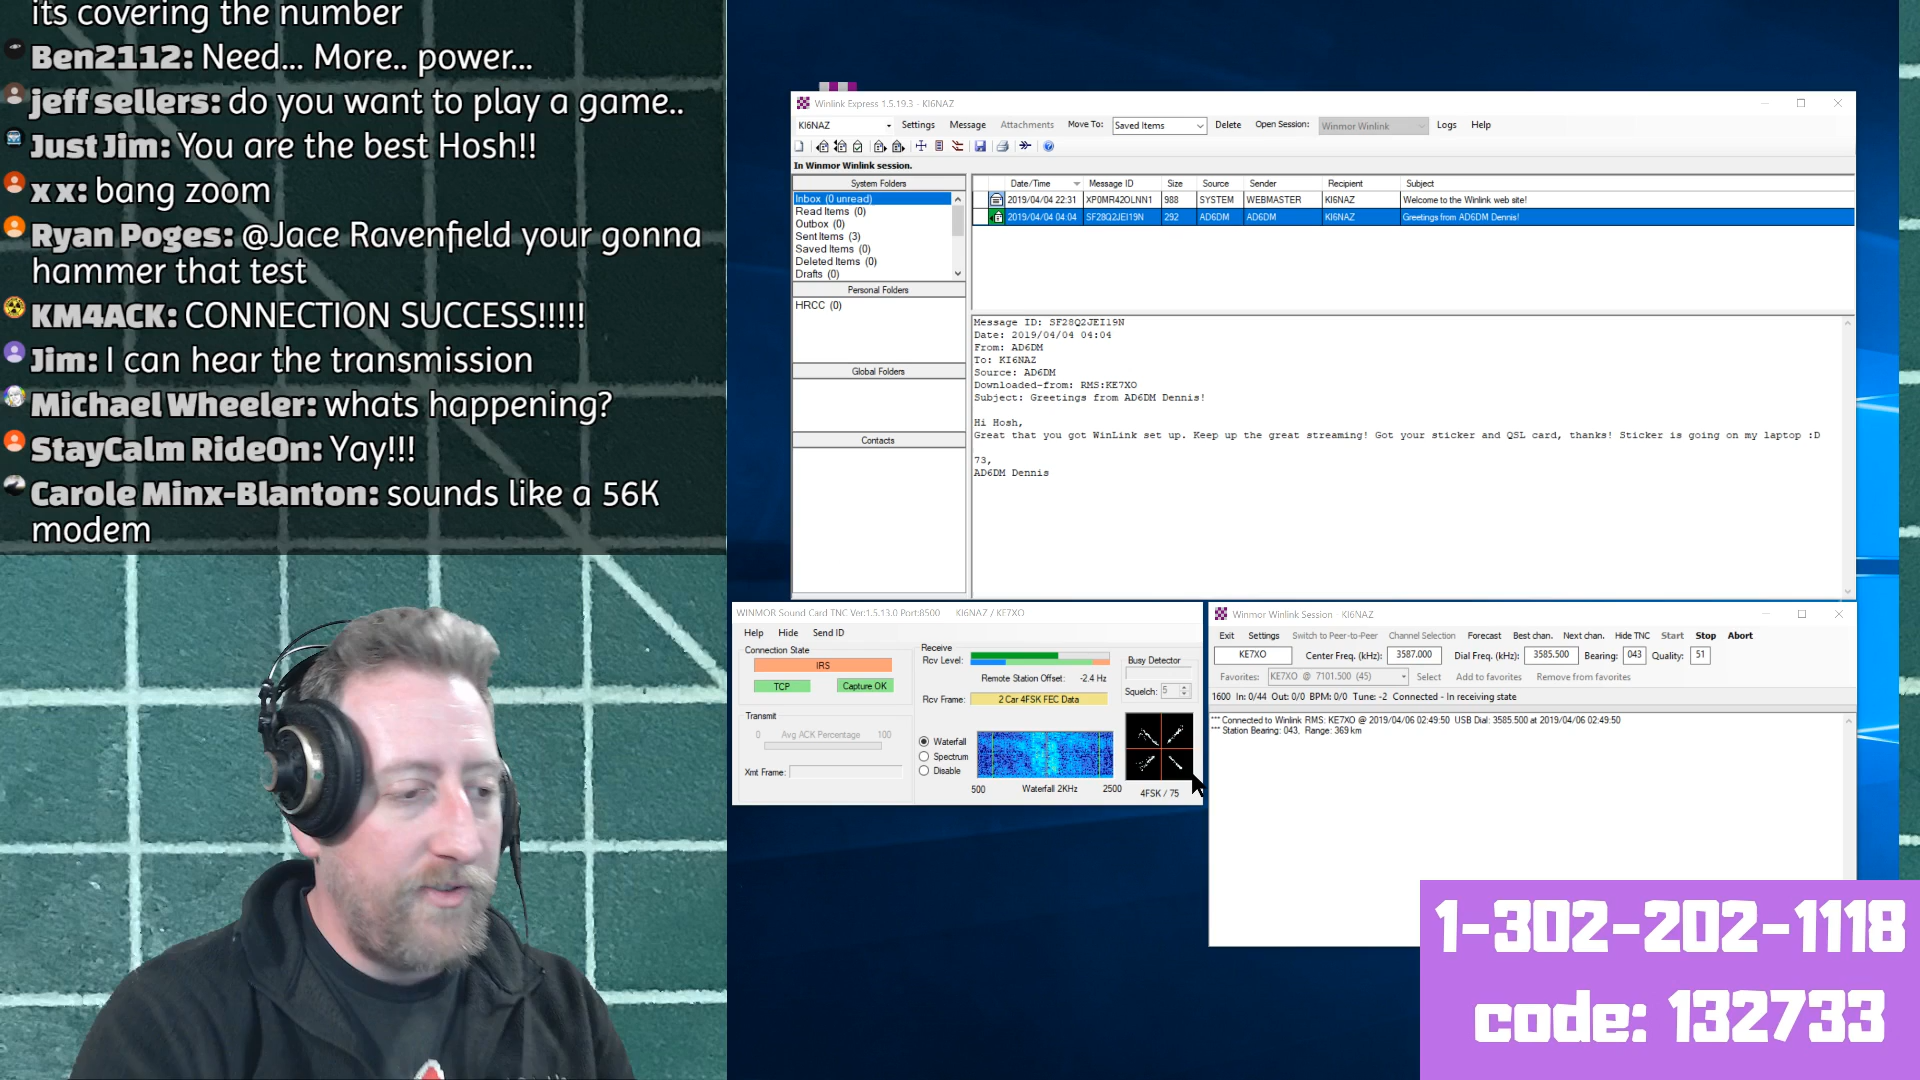 its covering the number
Ben2112: Need... More.. power...
jeff sellers: do you want to play a game..
Just Jim: You are the best Hosh!!
x x: bang zoom
Ryan Poges: @Jace Ravenfield your gonna
hammer that test
KM4ACK: CONNECTION SUCCESS!!!!!
Jim: I can hear the transmission
Michael Wheeler: whats happening?
StayCalm RideOn: Yay!!!
Carole Minx-Blanton: sounds like a 56K
modem
Winlink Express 1.5.19.3 - KI6NAZ
KI6NAZ Settings Message Attachments Move To: Saved Items Delete Open Session: Winmor Winlink Logs Help
In Winmor Winlink session.
System Folders
Inbox (0 unread)
Read Items (0)
Outbox (0)
Sent Items (3)
Saved Items (0)
Deleted Items (0)
Drafts (0)
Personal Folders
HRCC (0)
Global Folders
Contacts
Date/Time Message ID Size Source Sender Recipient Subject
2019/04/04 22:31 XP0MR42OLNN1 988 SYSTEM WEBMASTER KI6NAZ Welcome to the Winlink web site!
2019/04/04 04:04 SF28Q2JEI19N 292 AD6DM AD6DM KI6NAZ Greetings from AD6DM Dennis!
Message ID: SF28Q2JEI19N
Date: 2019/04/04 04:04
From: AD6DM
To: KI6NAZ
Source: AD6DM
Downloaded-from: RMS:KE7XO
Subject: Greetings from AD6DM Dennis!
Hi Hosh,
Great that you got WinLink set up. Keep up the great streaming! Got your sticker and QSL card, thanks! Sticker is going on my laptop :D
73,
AD6DM Dennis
WINMOR Sound Card TNC Ver:1.5.13.0 Port:8500 KI6NAZ / KE7XO
Help Hide Send ID
Connection State
IRS
TCP Capture OK
Transmit
0 Avg ACK Percentage 100
Xmt Frame:
Receive
Rcv Level:
Remote Station Offset: -2.4 Hz
Rcv Frame: 2 Car 4FSK FEC Data
Waterfall
Spectrum
Disable
500 Waterfall 2KHz 2500
Busy Detector
Squelch: 5
4FSK / 75
Winmor Winlink Session - KI6NAZ
Exit Settings Switch to Peer-to-Peer Channel Selection Forecast Best chan. Next chan. Hide TNC Start Stop Abort
KE7XO Center Freq. (kHz): 3587.000 Dial Freq. (kHz): 3585.500 Bearing: 043 Quality: 51
Favorites: KE7XO @ 7101.500 (45) Select Add to favorites Remove from favorites
1600 In: 0/44 Out: 0/0 BPM: 0/0 Tune: -2 Connected - In receiving state
*** Connected to Winlink RMS: KE7XO @ 2019/04/06 02:49:50 USB Dial: 3585.500 at 2019/04/06 02:49:50
*** Station Bearing: 043, Range: 369 km
1-302-202-1118
code: 132733